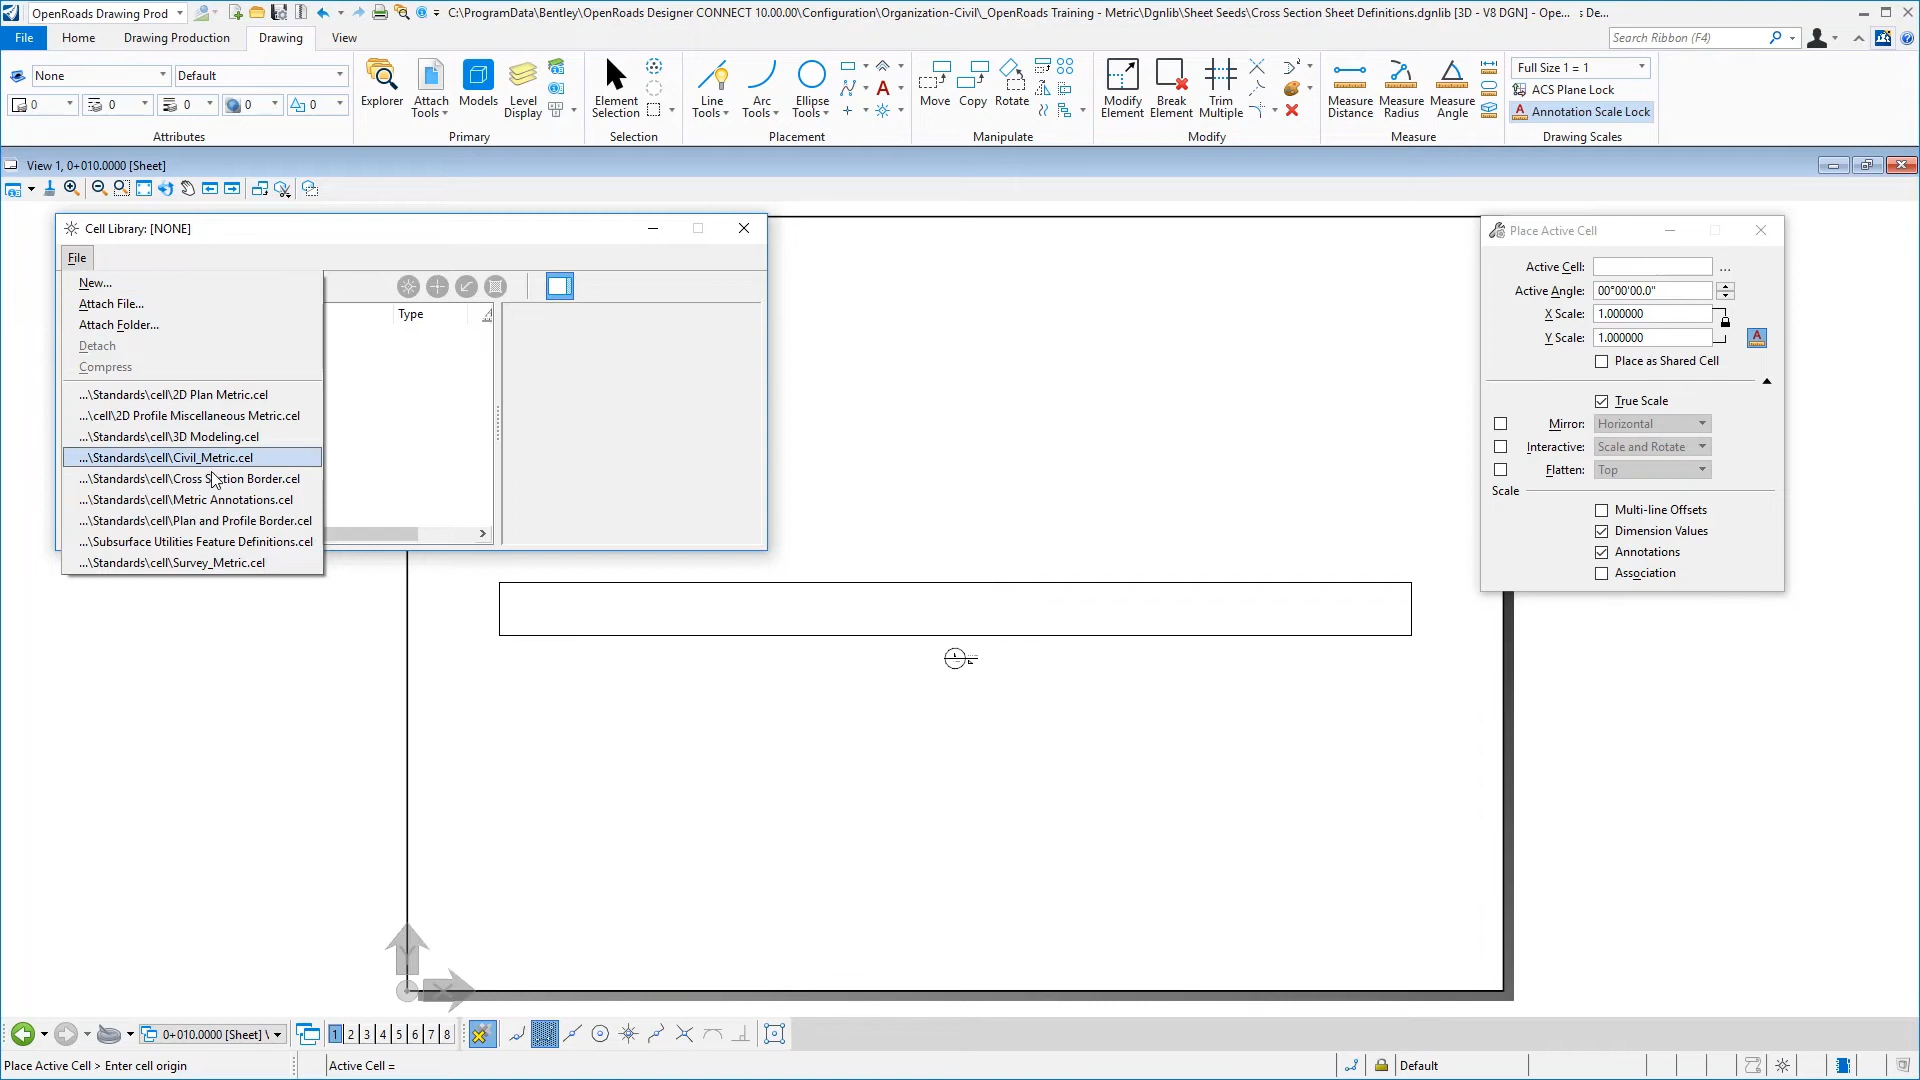 OpenRoads Drawing Prod
C:\ProgramData\Bentley\OpenRoads Designer CONNECT 10.00.00\Configuration\Organization-Civil\_OpenRoads Training - Metric\Dgnlib\Sheet Seeds\Cross Section Sheet Definitions.dgnlib [3D - V8 DGN] - Ope... s De...
File Home Drawing Production Drawing View
Search Ribbon (F4)
None Default
0 0 0 0 0
Attributes
Explorer
Attach Tools
Models
Level Display
Primary
Element Selection
Selection
Line Tools
Arc Tools
Ellipse Tools
Placement
Move
Copy
Rotate
Manipulate
Modify Element
Break Element
Trim Multiple
Modify
Measure Distance
Measure Radius
Measure Angle
Measure
Full Size 1 = 1
ACS Plane Lock
Annotation Scale Lock
Drawing Scales
View 1, 0+010.0000 [Sheet]
Cell Library: [NONE]
File
New...
Attach File...
Attach Folder...
Detach
Compress
...\Standards\cell\2D Plan Metric.cel
...\cell\2D Profile Miscellaneous Metric.cel
...\Standards\cell\3D Modeling.cel
...\Standards\cell\Civil_Metric.cel
...\Standards\cell\Cross Section Border.cel
...\Standards\cell\Metric Annotations.cel
...\Standards\cell\Plan and Profile Border.cel
...\Subsurface Utilities Feature Definitions.cel
...\Standards\cell\Survey_Metric.cel
Type
Place Active Cell
Active Cell: ...
Active Angle: 00°00'00.0"
X Scale: 1.000000
Y Scale: 1.000000
Place as Shared Cell
True Scale
Mirror: Horizontal
Interactive: Scale and Rotate
Flatten: Top
Scale
Multi-line Offsets
Dimension Values
Annotations
Association
Y
X
0+010.0000 [Sheet] \
1 2 3 4 5 6 7 8
Place Active Cell > Enter cell origin
Active Cell =
Default